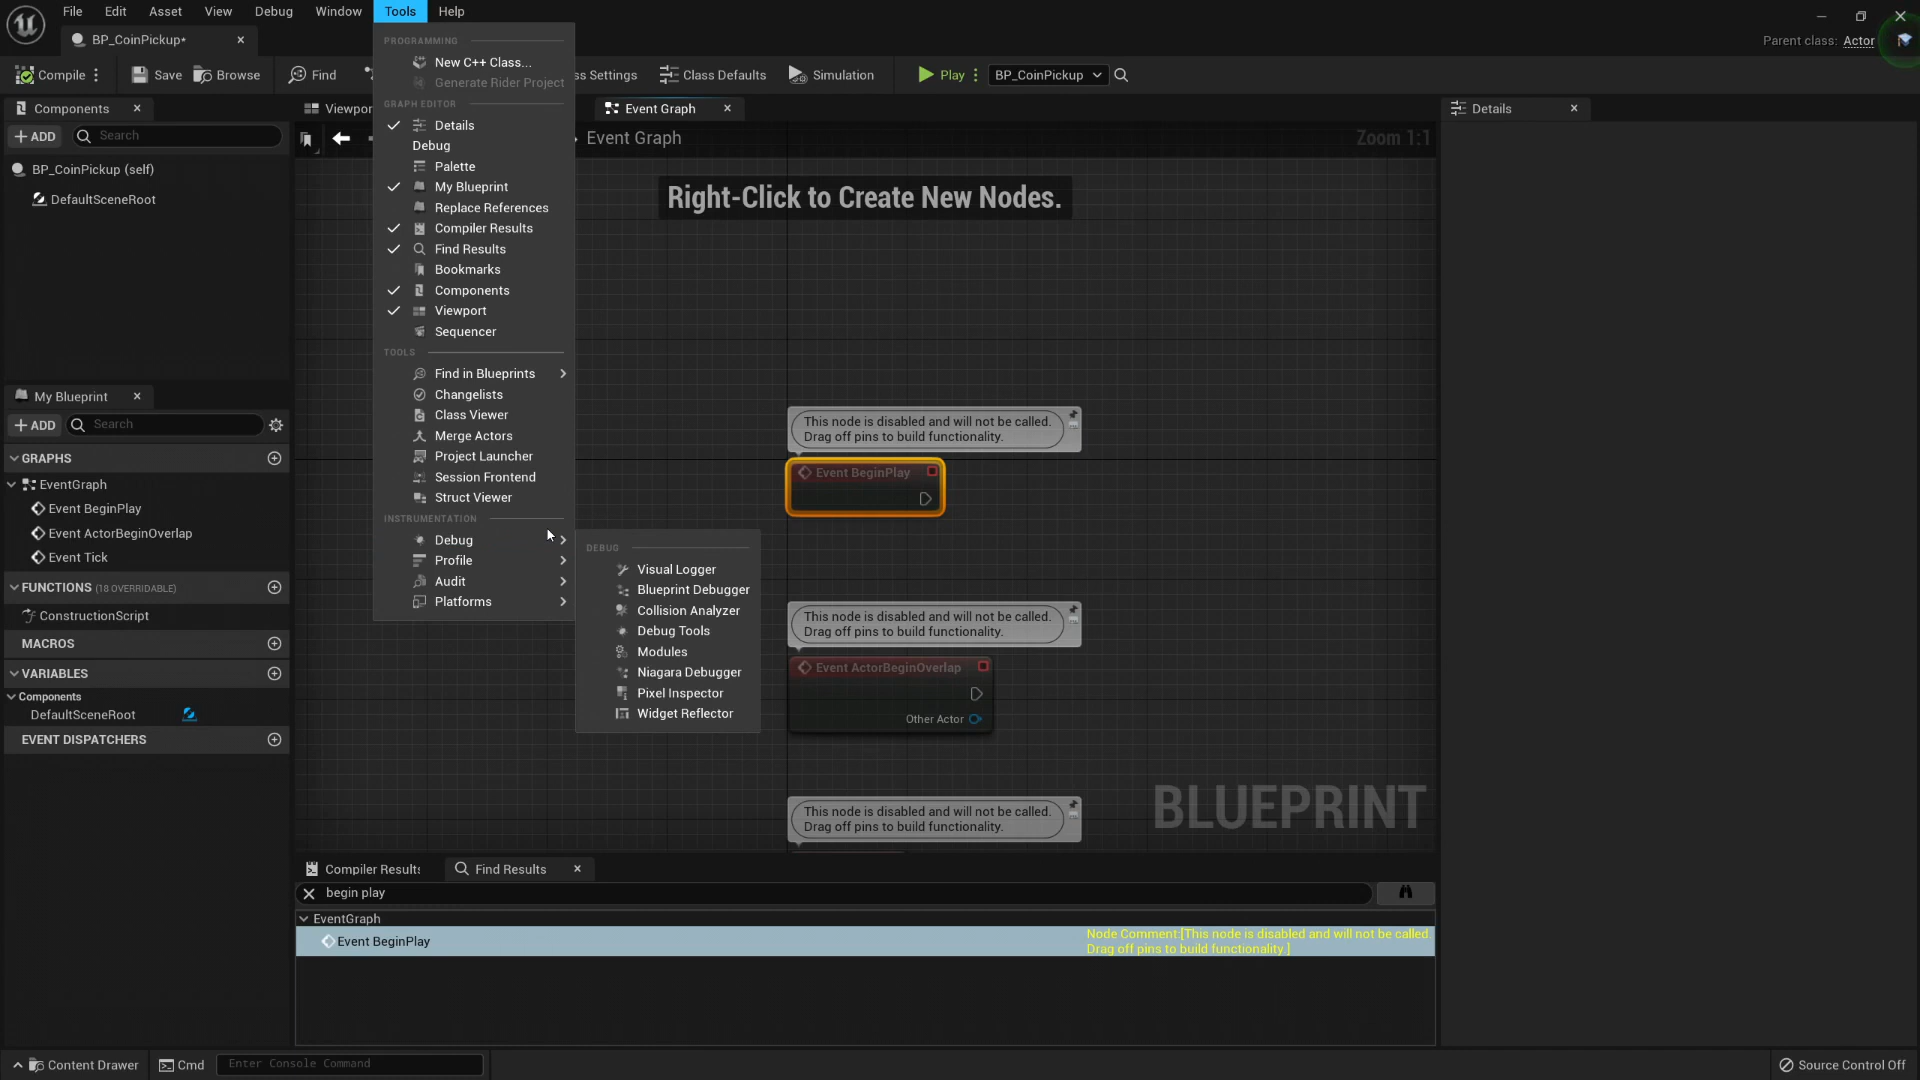 File Edit Asset View Debug Window Tools Help
BP_CoinPickup*
Parent class: Actor
Compile Save Browse Find ss Settings Class Defaults Simulation Play BP_CoinPickup
Components
ADD Search
BP_CoinPickup (self)
DefaultSceneRoot
My Blueprint
ADD Search
GRAPHS
EventGraph
Event BeginPlay
Event ActorBeginOverlap
Event Tick
FUNCTIONS (18 OVERRIDABLE)
ConstructionScript
MACROS
VARIABLES
Components
DefaultSceneRoot
EVENT DISPATCHERS
PROGRAMMING
New C++ Class...
Generate Rider Project
GRAPH EDITOR
Details
Debug
Palette
My Blueprint
Replace References
Compiler Results
Find Results
Bookmarks
Components
Viewport
Sequencer
TOOLS
Find in Blueprints
Changelists
Class Viewer
Merge Actors
Project Launcher
Session Frontend
Struct Viewer
INSTRUMENTATION
Debug
Profile
Audit
Platforms
DEBUG
Visual Logger
Blueprint Debugger
Collision Analyzer
Debug Tools
Modules
Niagara Debugger
Pixel Inspector
Widget Reflector
Viewpor
Event Graph
Event Graph
Zoom 1:1
Right-Click to Create New Nodes.
This node is disabled and will not be called.
Drag off pins to build functionality.
Event BeginPlay
This node is disabled and will not be called.
Drag off pins to build functionality.
Event ActorBeginOverlap
Other Actor
This node is disabled and will not be called.
Drag off pins to build functionality.
BLUEPRINT
Details
Compiler Results Find Results
begin play
EventGraph
Event BeginPlay
Node Comment:[This node is disabled and will not be called.
Drag off pins to build functionality.]
Content Drawer Cmd Enter Console Command Source Control Off